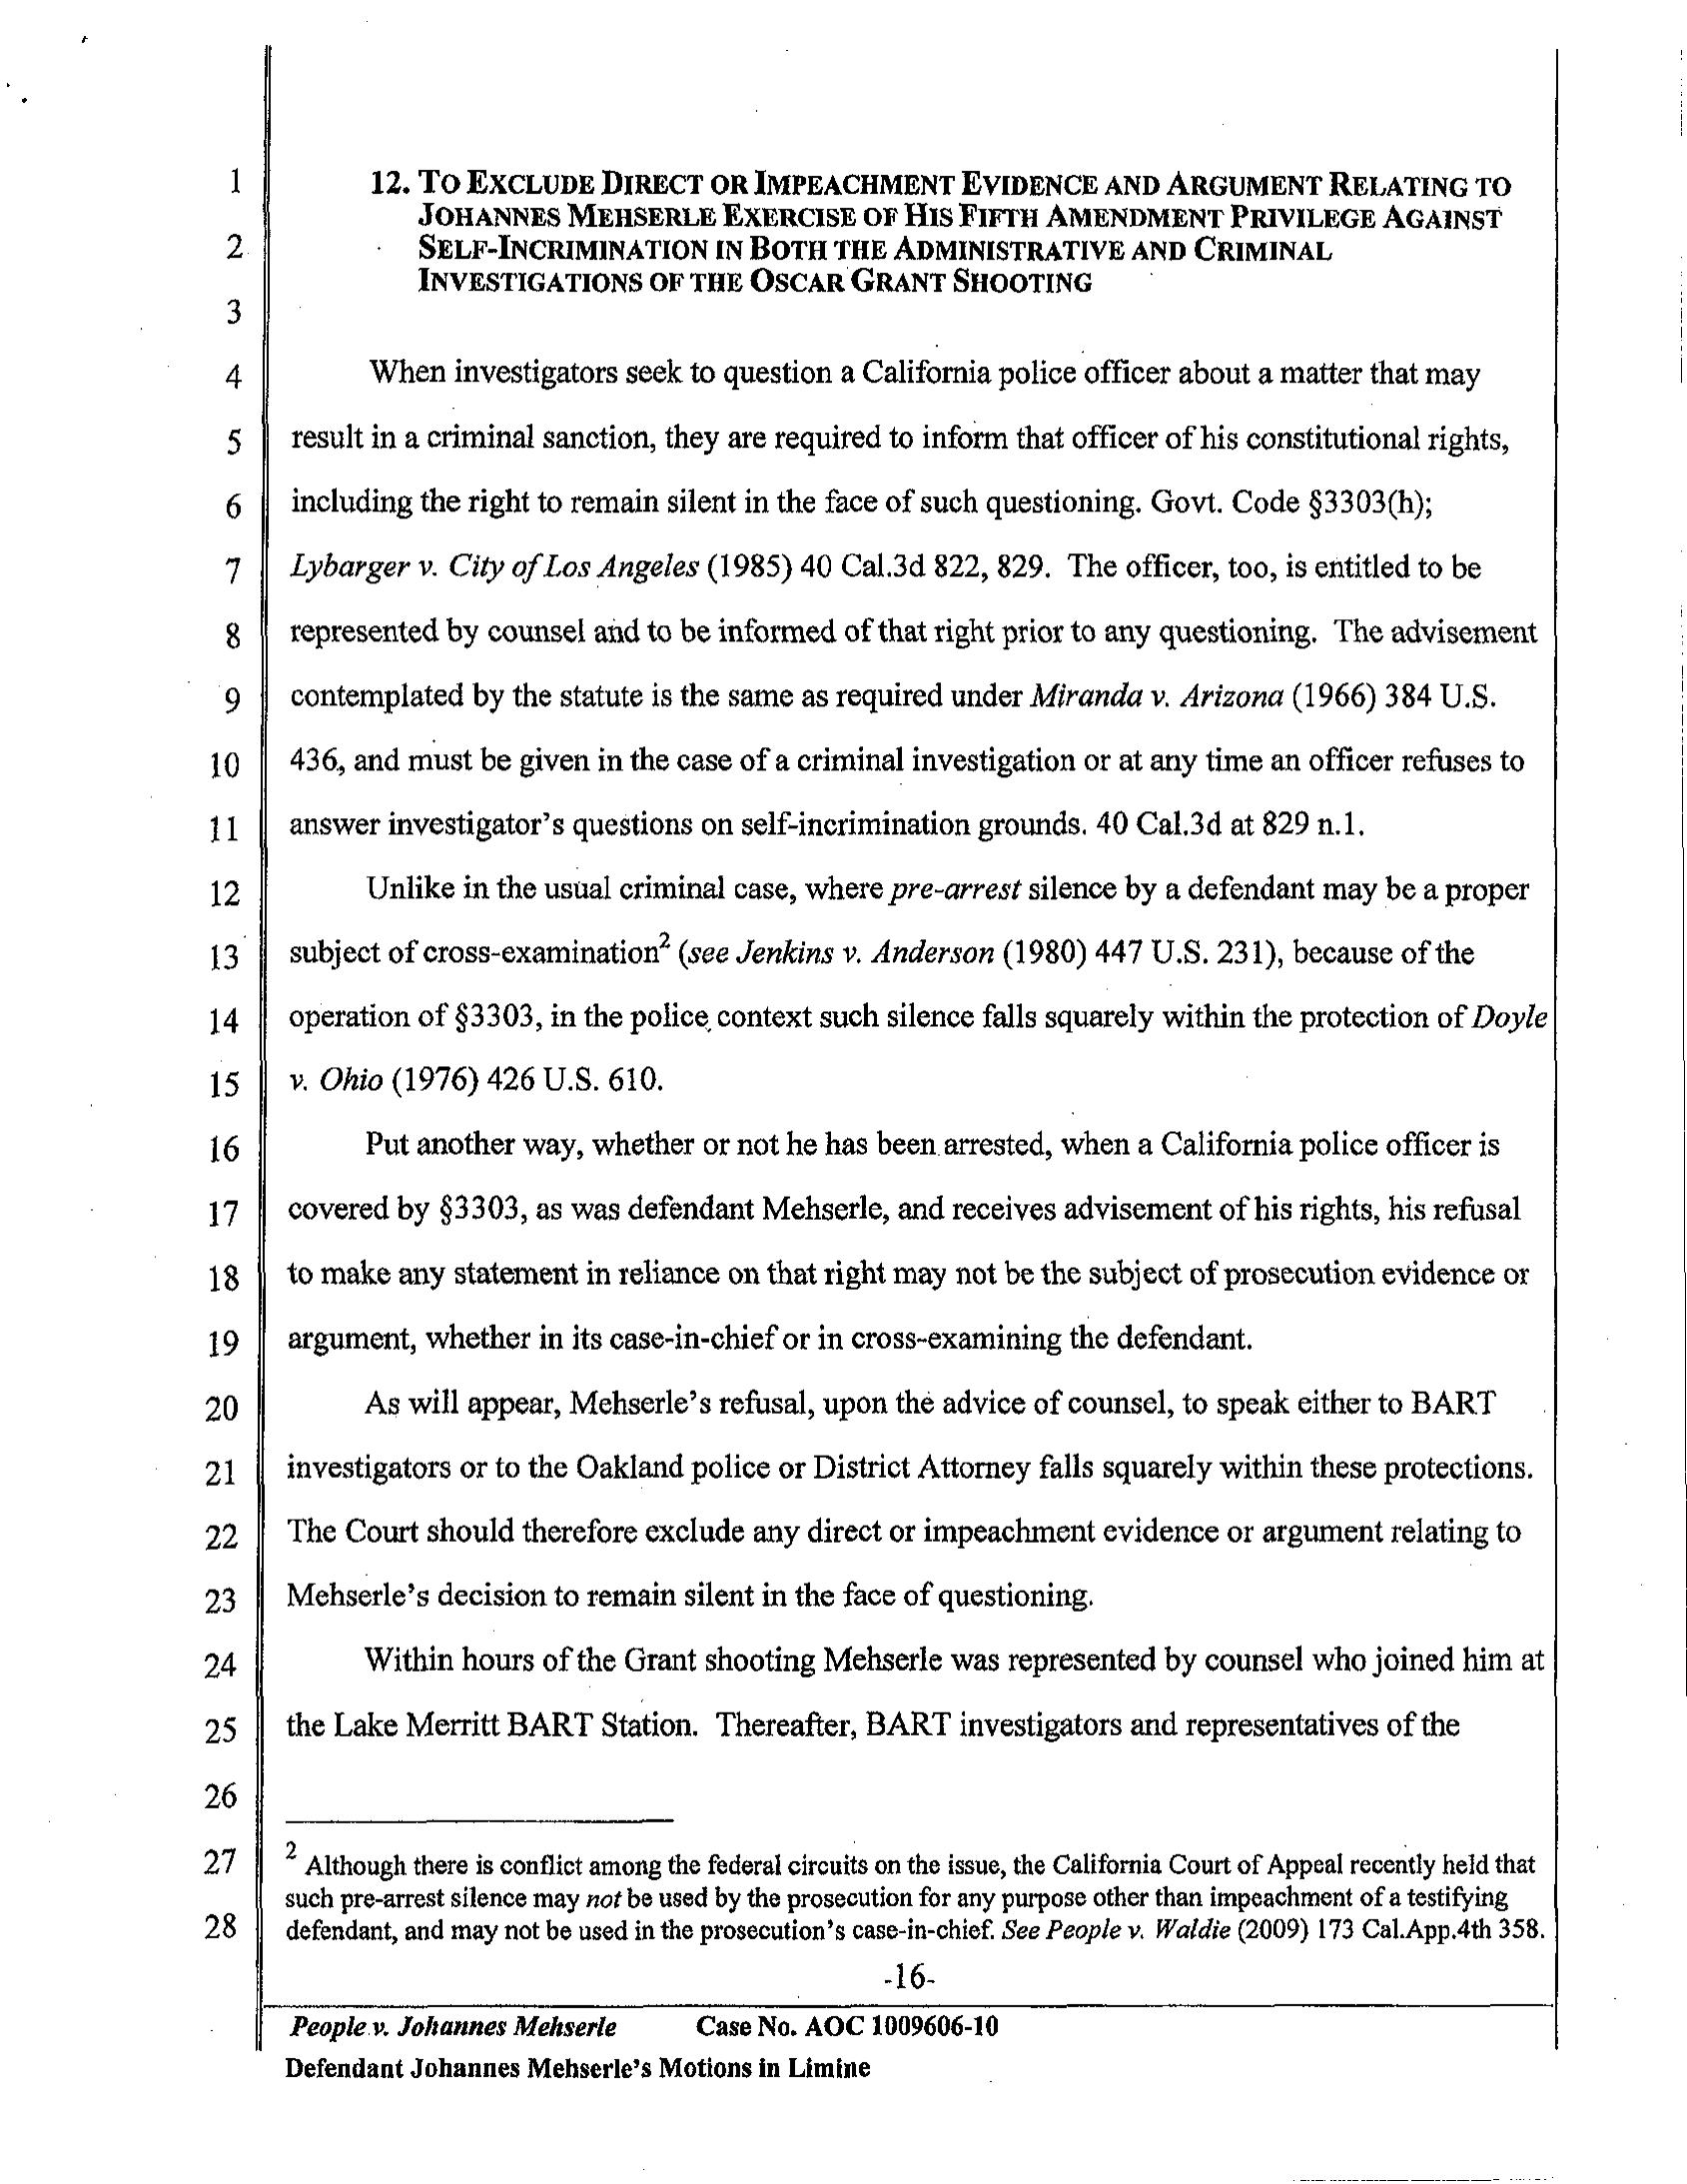 1 12. TO EXCLUDE DIRECT OR IMPEACHMENT EVIDENCE AND ARGUMENT RELATING TO
JOHANNES MEHSERLE EXERCISE OF HIS FIFTH AMENDMENT PRIVILEGE AGAINST
2 SELF-INCRIMINATION IN BOTH THE ADMINISTRATIVE AND CRIMINAL
INVESTIGATIONS OF THE OSCAR GRANT SHOOTING
3
4 When investigators seek to question a California police officer about a matter that may
5 result in a criminal sanction, they are required to inform that officer of his constitutional rights,
6 including the right to remain silent in the face of such questioning. Govt. Code §3303(h);
7 Lybarger v. City of Los Angeles (1985) 40 Cal.3d 822, 829. The officer, too, is entitled to be
8 represented by counsel and to be informed of that right prior to any questioning. The advisement
9 contemplated by the statute is the same as required under Miranda v. Arizona (1966) 384 U.S.
10 436, and must be given in the case of a criminal investigation or at any time an officer refuses to
11 answer investigator's questions on self-incrimination grounds. 40 Cal.3d at 829 n.1.
12 Unlike in the usual criminal case, where pre-arrest silence by a defendant may be a proper
13 subject of cross-examination2 (see Jenkins v. Anderson (1980) 447 U.S. 231), because of the
14 operation of §3303, in the police context such silence falls squarely within the protection of Doyle
15 v. Ohio (1976) 426 U.S. 610.
16 Put another way, whether or not he has been arrested, when a California police officer is
17 covered by §3303, as was defendant Mehserle, and receives advisement of his rights, his refusal
18 to make any statement in reliance on that right may not be the subject of prosecution evidence or
19 argument, whether in its case-in-chief or in cross-examining the defendant.
20 As will appear, Mehserle's refusal, upon the advice of counsel, to speak either to BART
21 investigators or to the Oakland police or District Attorney falls squarely within these protections.
22 The Court should therefore exclude any direct or impeachment evidence or argument relating to
23 Mehserle's decision to remain silent in the face of questioning.
24 Within hours of the Grant shooting Mehserle was represented by counsel who joined him at
25 the Lake Merritt BART Station. Thereafter, BART investigators and representatives of the
26
27 2 Although there is conflict among the federal circuits on the issue, the California Court of Appeal recently held that
such pre-arrest silence may not be used by the prosecution for any purpose other than impeachment of a testifying
28 defendant, and may not be used in the prosecution's case-in-chief. See People v. Waldie (2009) 173 Cal.App.4th 358.
-16-
People v. Johannes Mehserle Case No. AOC 1009606-10
Defendant Johannes Mehserle's Motions in Limine